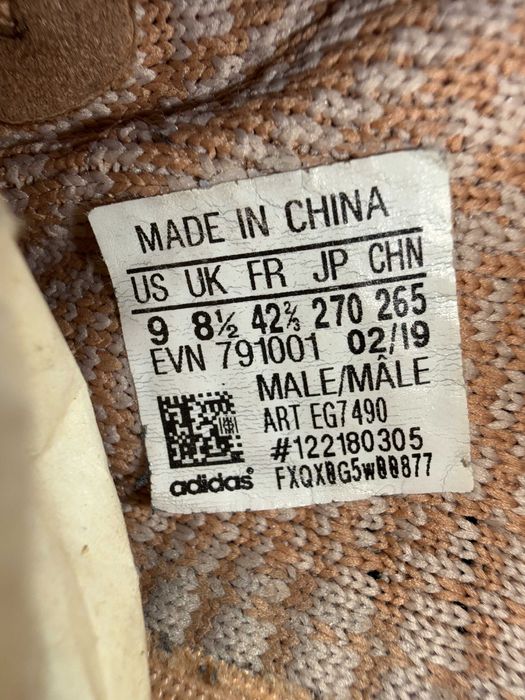 MADE IN CHINA
US UK FR JP CHN
9 8½ 42⅔ 270 265
EVN 791001 02/19
MALE/MÂLE
ART EG7490
#122180305
adidas® FXQX0G5W00877